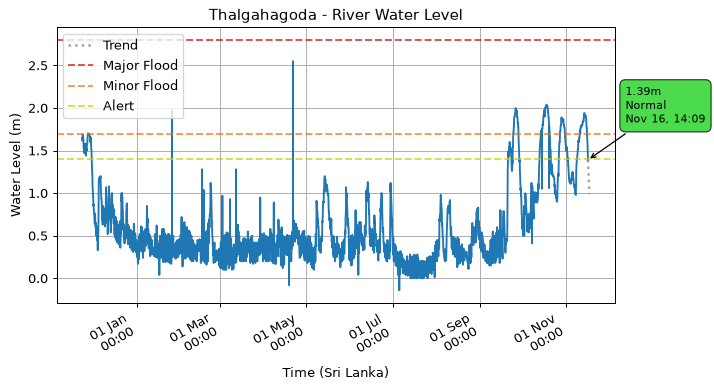 Thalgahagoda - River Water Level
Trend
Major Flood
Minor Flood
Alert
1.39m
Normal
Nov 16, 14:09
Water Level (m)
2.5
2.0
1.5
1.0
0.5
0.0
01 Jan
00:00
01 Mar
00:00
01 May
00:00
01 Jul
00:00
01 Sep
00:00
01 Nov
00:00
Time (Sri Lanka)